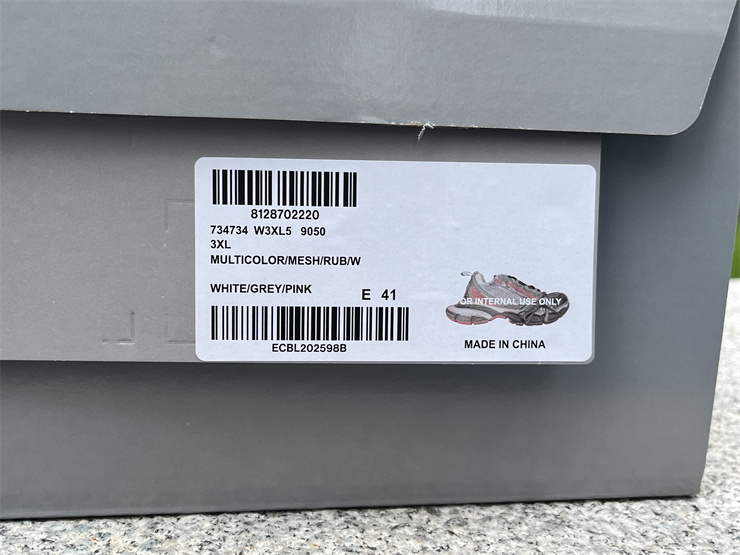 8128702220
734734 W3XL5 9050
3XL
MULTICOLOR/MESH/RUB/W
WHITE/GREY/PINK
E 41
OR INTERNAL USE ONLY
ECBL202598B
MADE IN CHINA